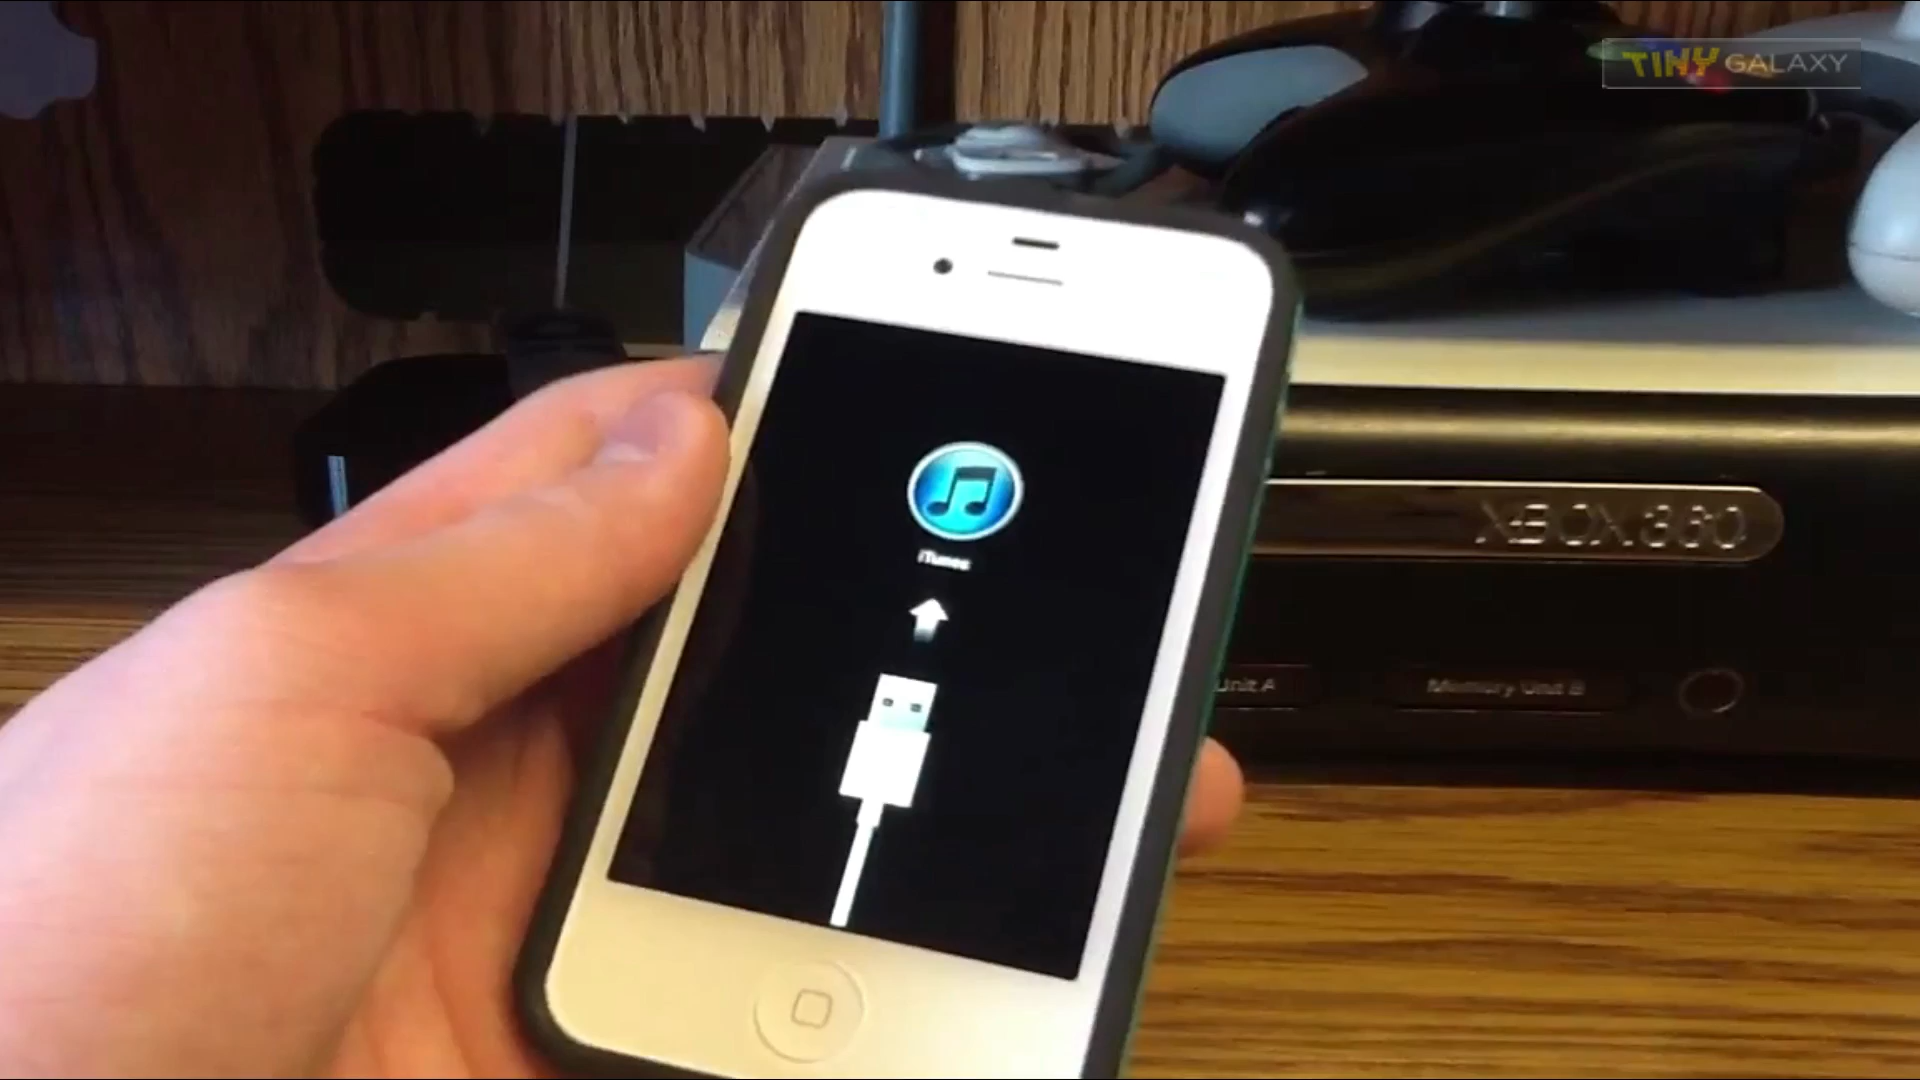 TINY GALAXY
iTunes
XBOX 360
Unit A
Memory Unit B